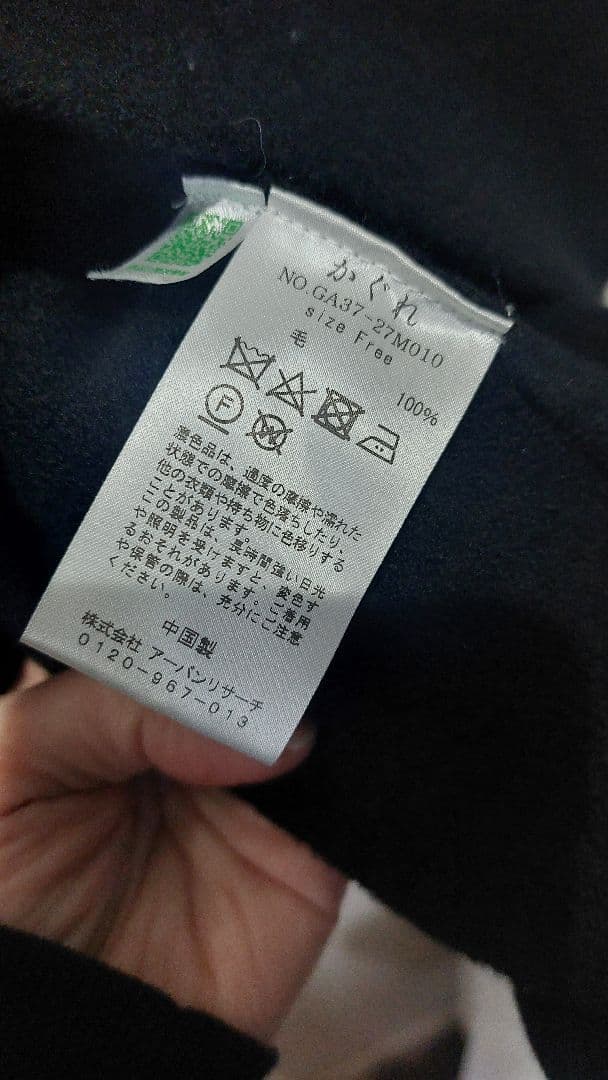 かぐれ
NO.GA37-27M010
size Free
毛 100%
F
W
濃色品は、過度の摩擦や濡れた
状態での摩擦で色落ちしたり、
他の衣類や持ち物に色移りする
ことがあります。
この製品は、長時間強い日光
や照明を受けますと、変色す
るおそれがあります。ご着用
や保管の際は、充分にご注意
ください。
中国製
株式会社 アーバンリサーチ
0120-967-013